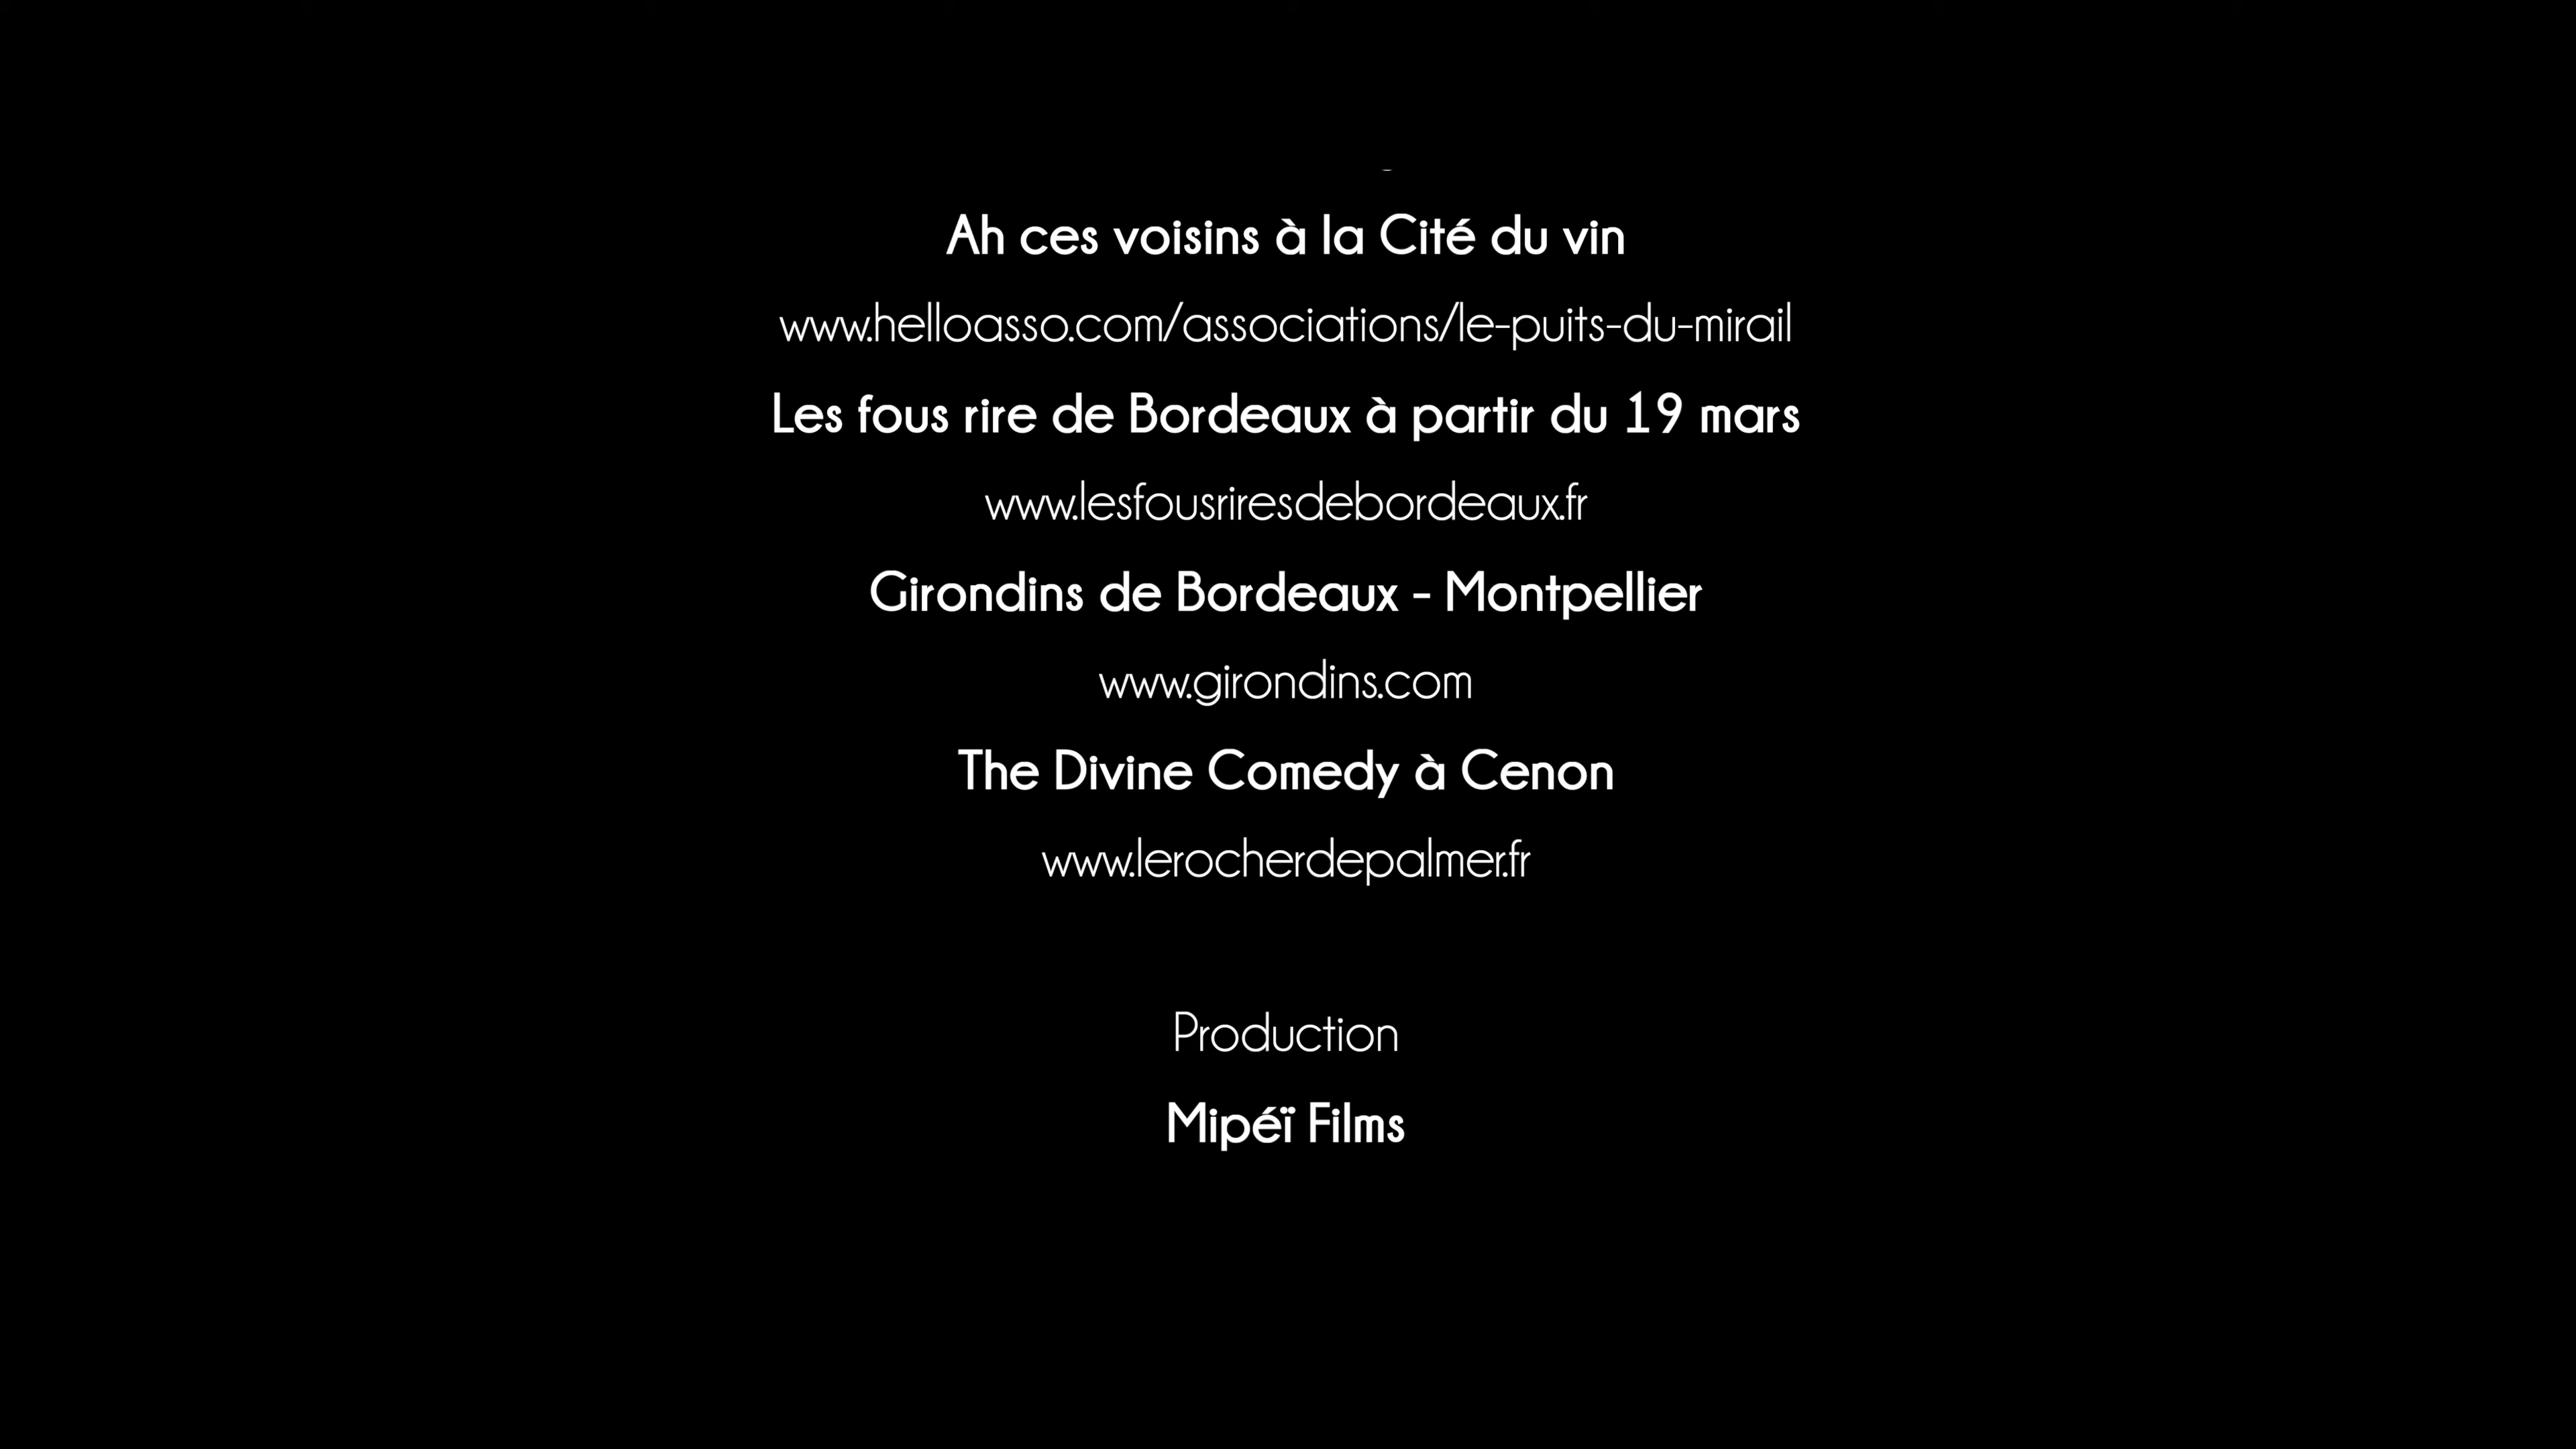 Ah ces voisins à la Cité du vin
www.helloasso.com/associations/le-puits-du-mirail
Les fous rire de Bordeaux à partir du 19 mars
www.lesfousriresdebordeaux.fr
Girondins de Bordeaux - Montpellier
www.girondins.com
The Divine Comedy à Cenon
www.lerocherdepalmer.fr
Production
Mipéï Films